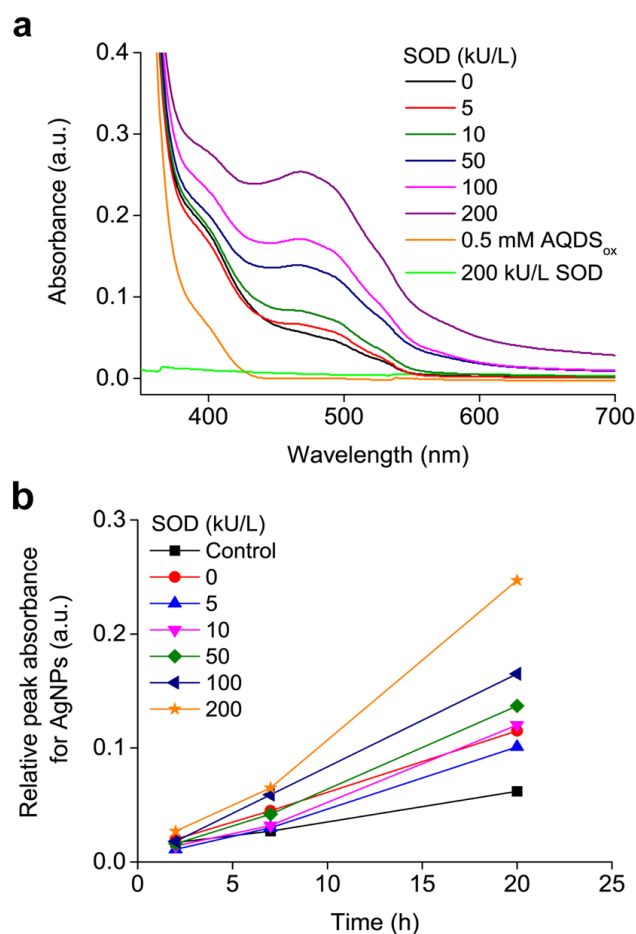 a
SOD (kU/L)
0
5
10
50
100
200
0.5 mM AQDSox
200 kU/L SOD
0.4
0.3
0.2
0.1
0.0
Absorbance (a.u.)
400
500
600
700
Wavelength (nm)
b
SOD (kU/L)
Control
0
5
10
50
100
200
0.3
0.2
0.1
0.0
Relative peak absorbance
for AgNPs (a.u.)
0
5
10
15
20
25
Time (h)